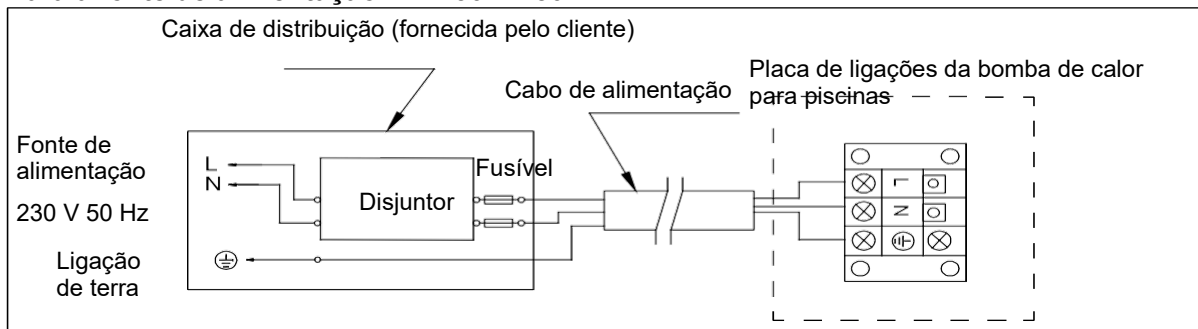 Caixa de distribuição (fornecida pelo cliente)
Placa de ligações da bomba de calor
para piscinas
Cabo de alimentação
Fonte de
alimentação
230 V 50 Hz
L
N
Fusível
Disjuntor
Ligação
de terra
L
N